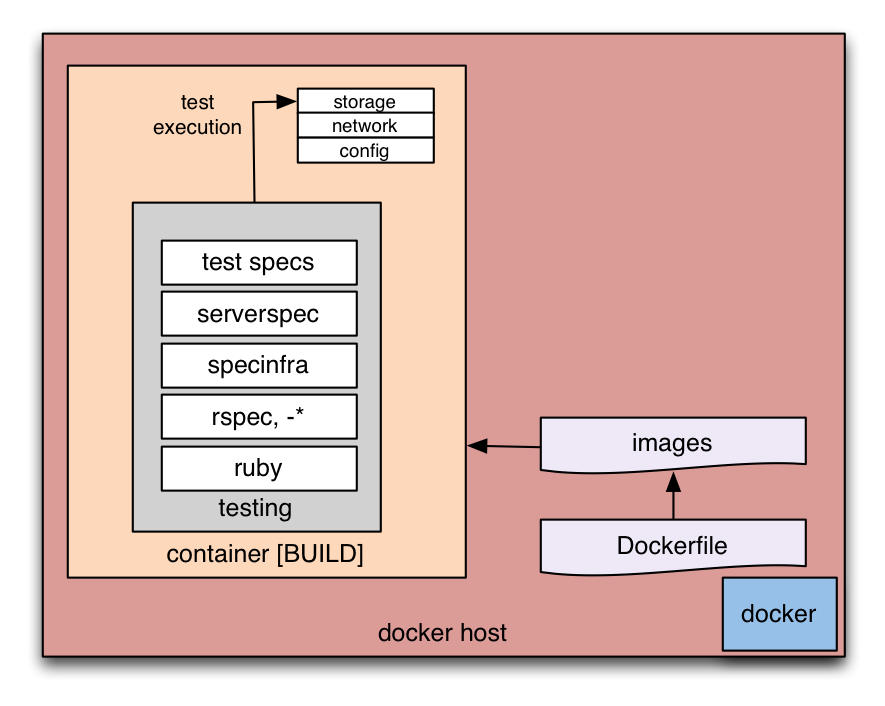 test
execution
storage
network
config
test specs
serverspec
specinfra
rspec, -*
ruby
testing
container [BUILD]
images
Dockerfile
docker
docker host